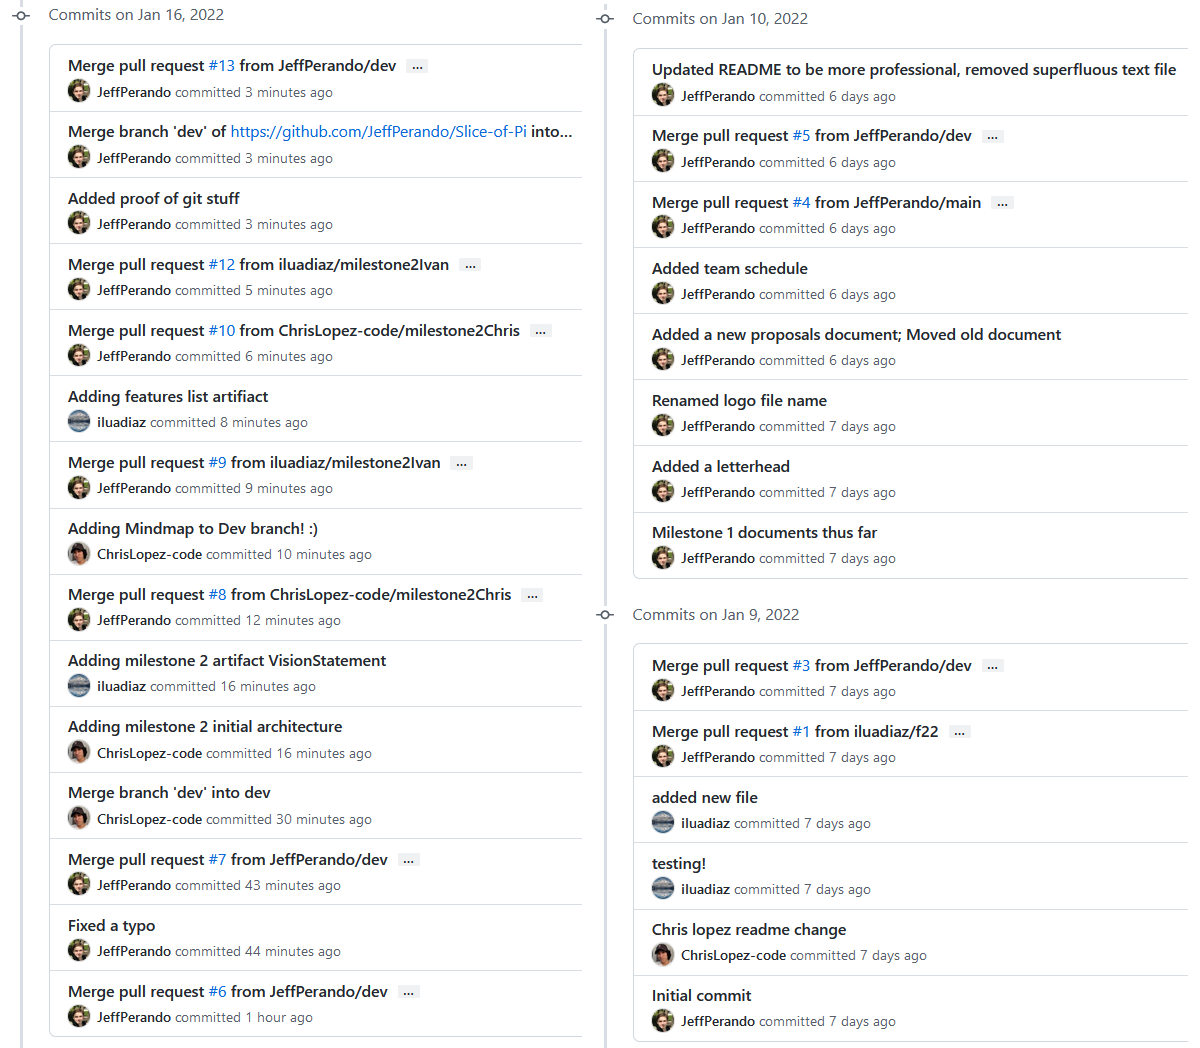 Commits on Jan 16, 2022
Merge pull request #13 from JeffPerando/dev ...
JeffPerando committed 3 minutes ago
Merge branch 'dev' of https://github.com/JeffPerando/Slice-of-Pi into...
JeffPerando committed 3 minutes ago
Added proof of git stuff
JeffPerando committed 3 minutes ago
Merge pull request #12 from iluadiaz/milestone2Ivan ...
JeffPerando committed 5 minutes ago
Merge pull request #10 from ChrisLopez-code/milestone2Chris ...
JeffPerando committed 6 minutes ago
Adding features list artifiact
iluadiaz committed 8 minutes ago
Merge pull request #9 from iluadiaz/milestone2Ivan ...
JeffPerando committed 9 minutes ago
Adding Mindmap to Dev branch! :)
ChrisLopez-code committed 10 minutes ago
Merge pull request #8 from ChrisLopez-code/milestone2Chris ...
JeffPerando committed 12 minutes ago
Adding milestone 2 artifact VisionStatement
iluadiaz committed 16 minutes ago
Adding milestone 2 initial architecture
ChrisLopez-code committed 16 minutes ago
Merge branch 'dev' into dev
ChrisLopez-code committed 30 minutes ago
Merge pull request #7 from JeffPerando/dev ...
JeffPerando committed 43 minutes ago
Fixed a typo
JeffPerando committed 44 minutes ago
Merge pull request #6 from JeffPerando/dev ...
JeffPerando committed 1 hour ago
Commits on Jan 10, 2022
Updated README to be more professional, removed superfluous text file
JeffPerando committed 6 days ago
Merge pull request #5 from JeffPerando/dev ...
JeffPerando committed 6 days ago
Merge pull request #4 from JeffPerando/main ...
JeffPerando committed 6 days ago
Added team schedule
JeffPerando committed 6 days ago
Added a new proposals document; Moved old document
JeffPerando committed 6 days ago
Renamed logo file name
JeffPerando committed 7 days ago
Added a letterhead
JeffPerando committed 7 days ago
Milestone 1 documents thus far
JeffPerando committed 7 days ago
Commits on Jan 9, 2022
Merge pull request #3 from JeffPerando/dev ...
JeffPerando committed 7 days ago
Merge pull request #1 from iluadiaz/f22 ...
JeffPerando committed 7 days ago
added new file
iluadiaz committed 7 days ago
testing!
iluadiaz committed 7 days ago
Chris lopez readme change
ChrisLopez-code committed 7 days ago
Initial commit
JeffPerando committed 7 days ago